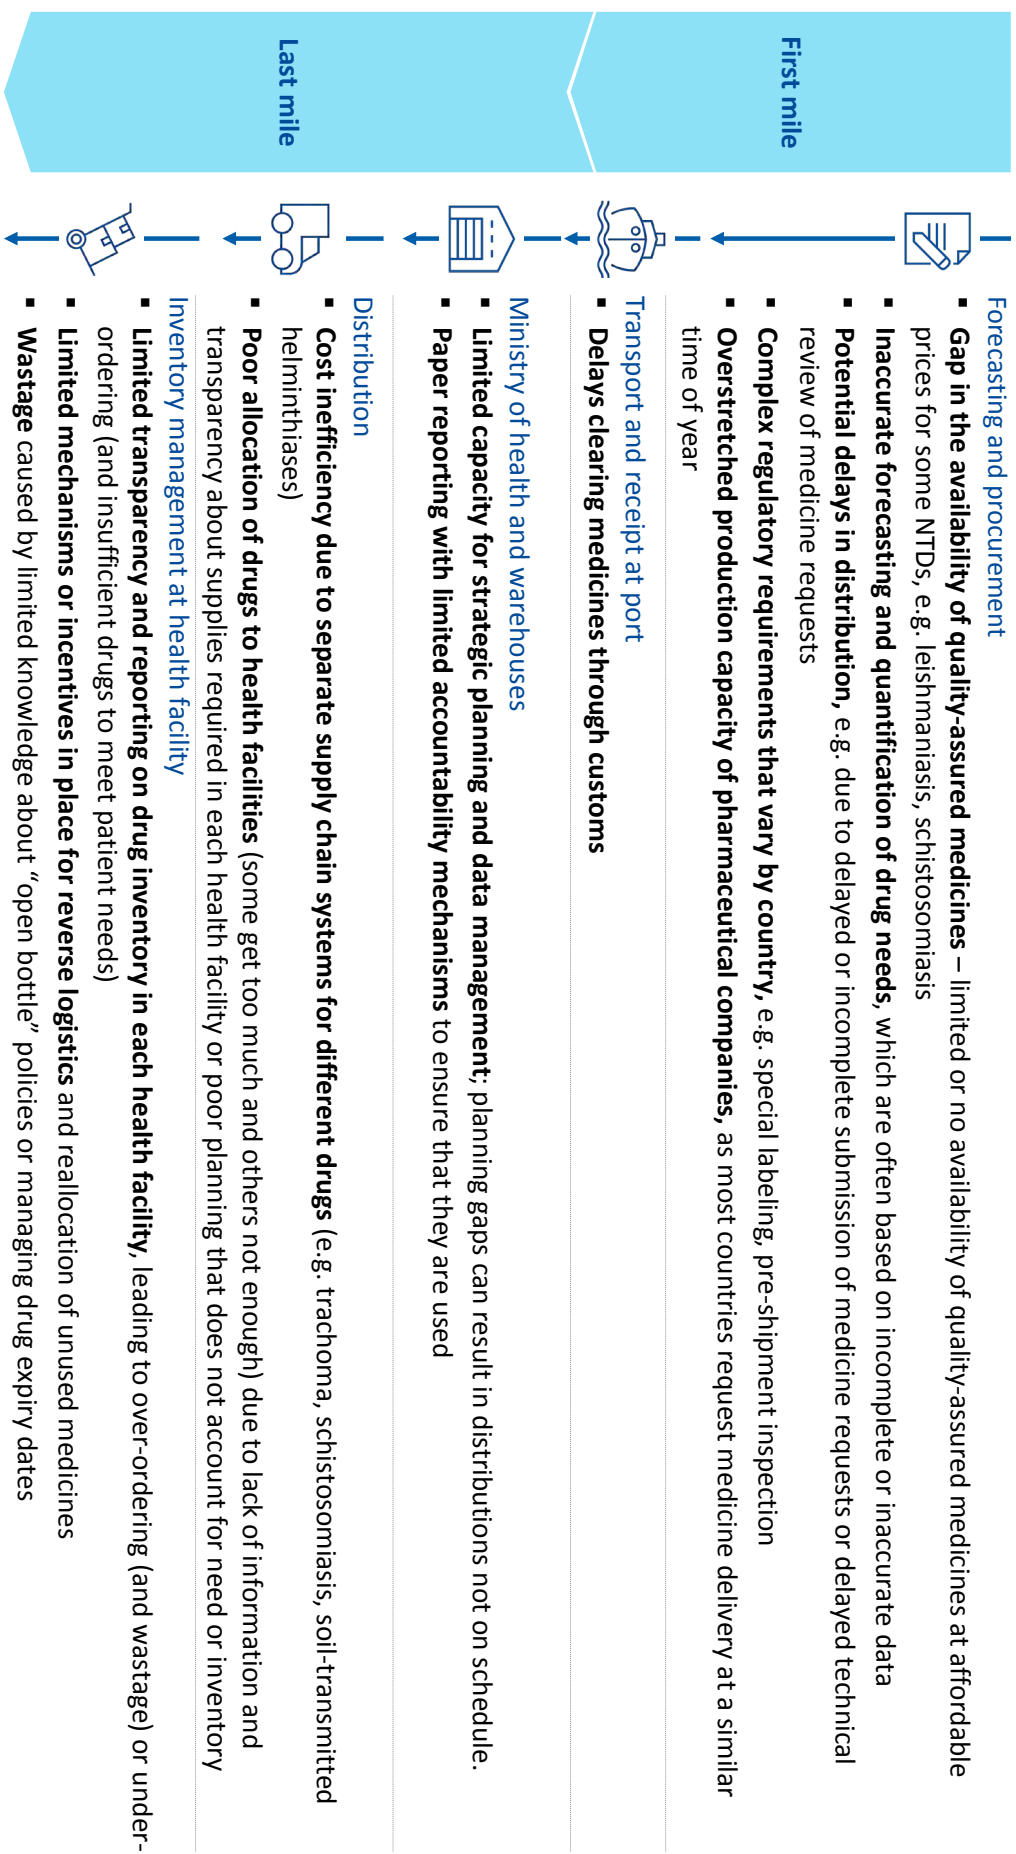 First mile
Forecasting and procurement
▪ Gap in the availability of quality-assured medicines – limited or no availability of quality-assured medicines at affordable
prices for some NTDs, e.g. leishmaniasis, schistosomiasis
▪ Inaccurate forecasting and quantification of drug needs, which are often based on incomplete or inaccurate data
▪ Potential delays in distribution, e.g. due to delayed or incomplete submission of medicine requests or delayed technical
review of medicine requests
▪ Complex regulatory requirements that vary by country, e.g. special labeling, pre-shipment inspection
▪ Overstretched production capacity of pharmaceutical companies, as most countries request medicine delivery at a similar
time of year
Transport and receipt at port
▪ Delays clearing medicines through customs
Last mile
Ministry of health and warehouses
▪ Limited capacity for strategic planning and data management; planning gaps can result in distributions not on schedule.
▪ Paper reporting with limited accountability mechanisms to ensure that they are used
Distribution
▪ Cost inefficiency due to separate supply chain systems for different drugs (e.g. trachoma, schistosomiasis, soil-transmitted
helminthiases)
▪ Poor allocation of drugs to health facilities (some get too much and others not enough) due to lack of information and
transparency about supplies required in each health facility or poor planning that does not account for need or inventory
Inventory management at health facility
▪ Limited transparency and reporting on drug inventory in each health facility, leading to over-ordering (and wastage) or under-
ordering (and insufficient drugs to meet patient needs)
▪ Limited mechanisms or incentives in place for reverse logistics and reallocation of unused medicines
▪ Wastage caused by limited knowledge about “open bottle” policies or managing drug expiry dates